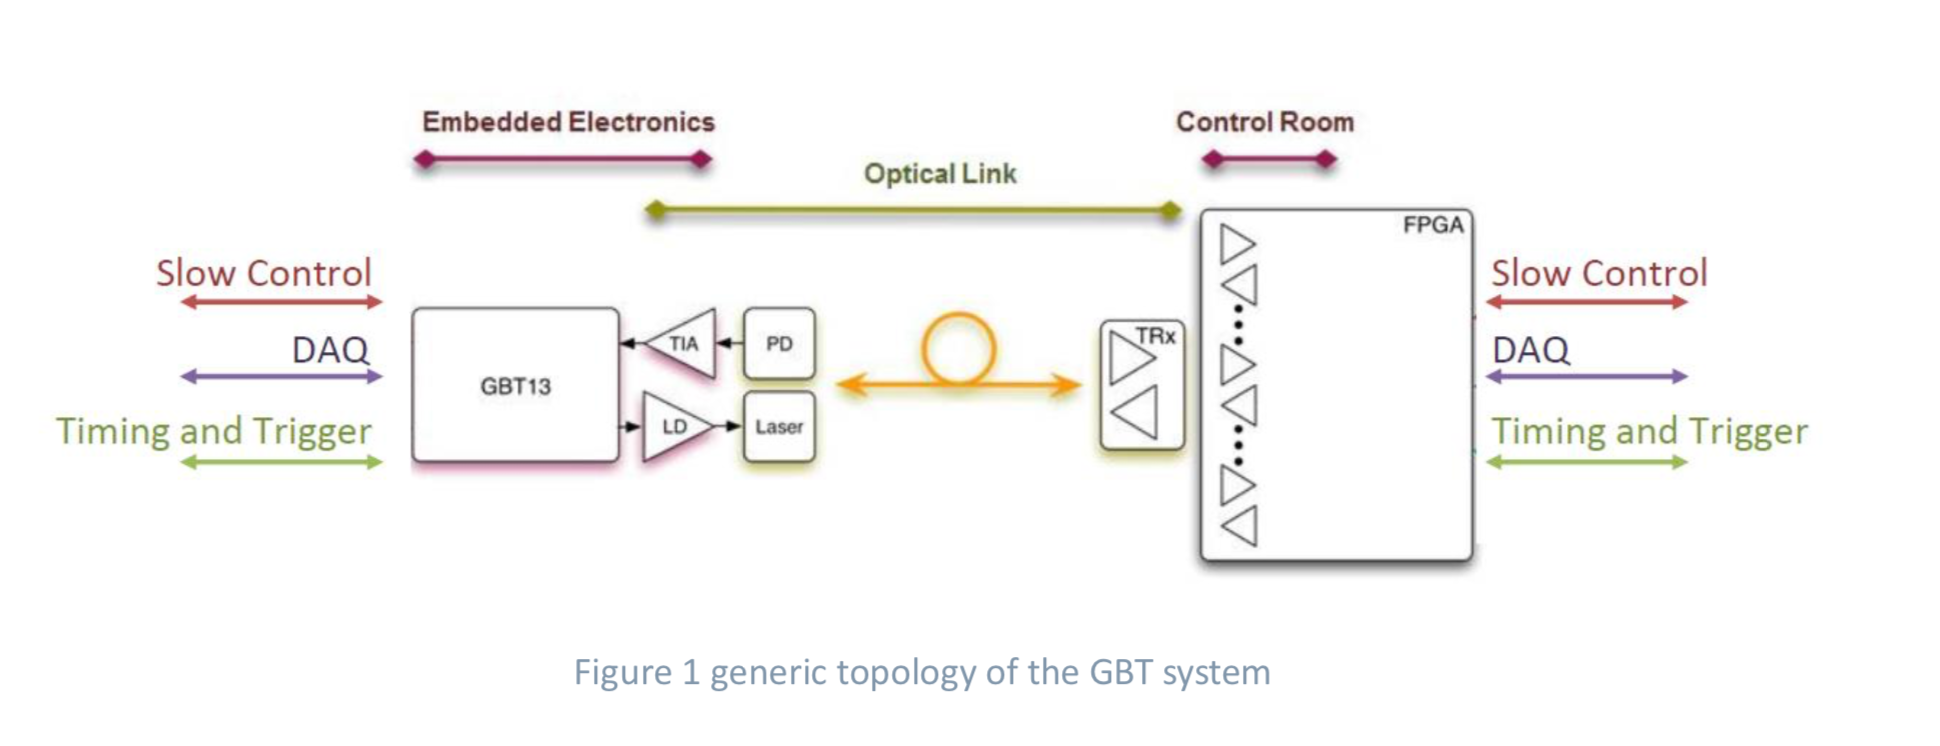 Embedded Electronics
Control Room
Optical Link
FPGA
Slow Control
Slow Control
TRx
TIA
PD
DAQ
DAQ
GBT13
LD
Laser
Timing and Trigger
Timing and Trigger
Figure 1 generic topology of the GBT system